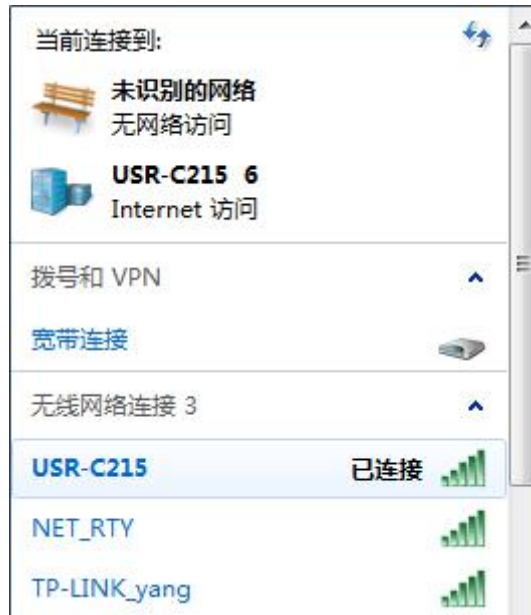 当前连接到:
未识别的网络
无网络访问
USR-C215 6
Internet 访问
拨号和 VPN
宽带连接
无线网络连接 3
USR-C215 已连接
NET_RTY
TP-LINK_yang